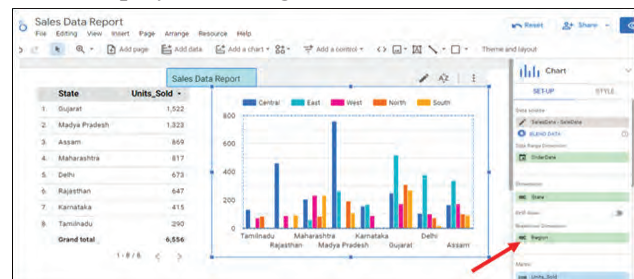 Sales Data Report
File Edit View Insert Page Arrange Resource Help
Reset Share
Add page Add data Add a chart Add a control Theme and layout
Sales Data Report
State Units_Sold
1. Gujarat 1,522
2. Madya Pradesh 1,323
3. Assam 869
4. Maharashtra 817
5. Delhi 673
6. Rajasthan 647
7. Karnataka 415
8. Tamilnadu 290
Grand total 6,556
1 - 8 / 8
Central East West North South
800
600
400
200
0
Tamilnadu Maharashtra Karnataka Delhi
Rajasthan Madya Pradesh Gujarat Assam
Chart
SETUP STYLE
Data source
SalesData - SalesData
BLEND DATA
Date Range Dimension
OrderDate
Dimension
State
Drill down
Breakdown Dimension
Region
Metric
Units_Sold